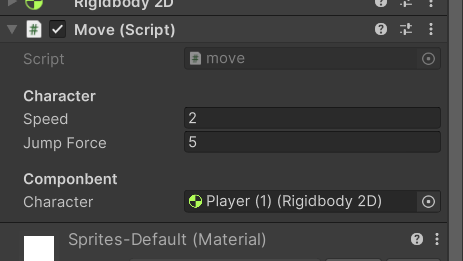 Rigidbody 2D
Move (Script)
Script move
Character
Speed 2
Jump Force 5
Componbent
Character Player (1) (Rigidbody 2D)
Sprites-Default (Material)